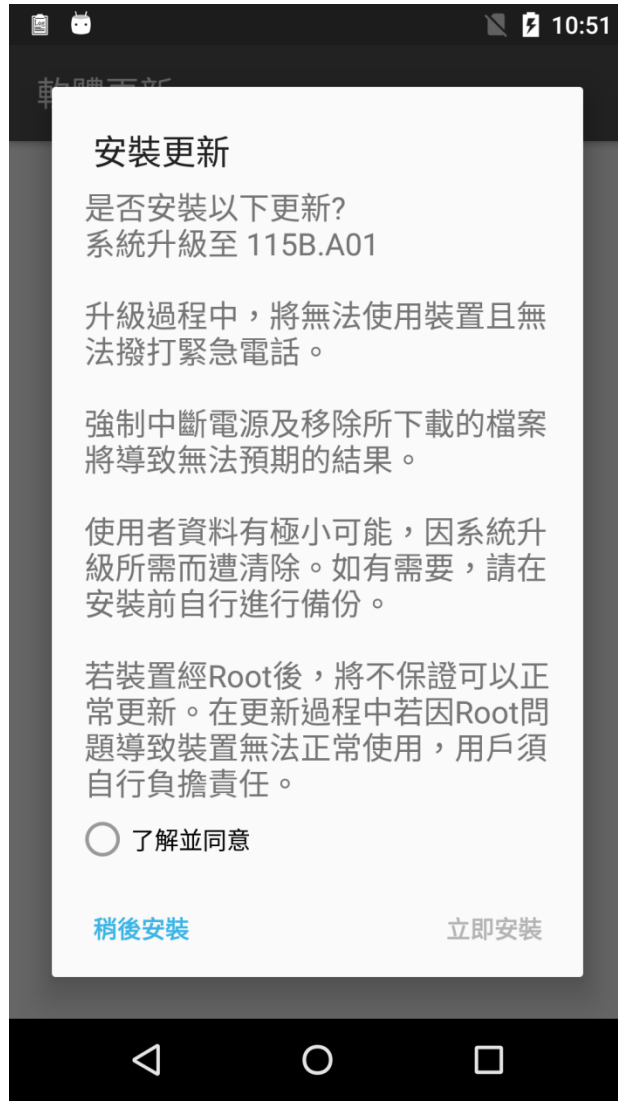 10:51
軟體更新
安裝更新
是否安裝以下更新?
系統升級至 115B.A01
升級過程中，將無法使用裝置且無
法撥打緊急電話。
強制中斷電源及移除所下載的檔案
將導致無法預期的結果。
使用者資料有極小可能，因系統升
級所需而遭清除。如有需要，請在
安裝前自行進行備份。
若裝置經Root後，將不保證可以正
常更新。在更新過程中若因Root問
題導致裝置無法正常使用，用戶須
自行負擔責任。
了解並同意
稍後安裝
立即安裝